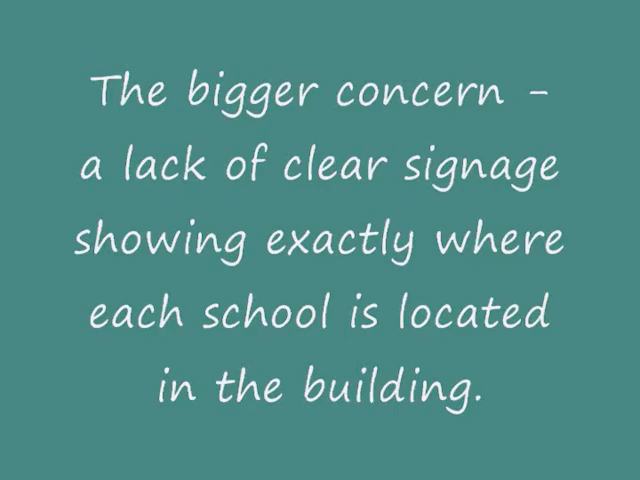 The bigger concern -
a lack of clear signage
showing exactly where
each school is located
in the building.